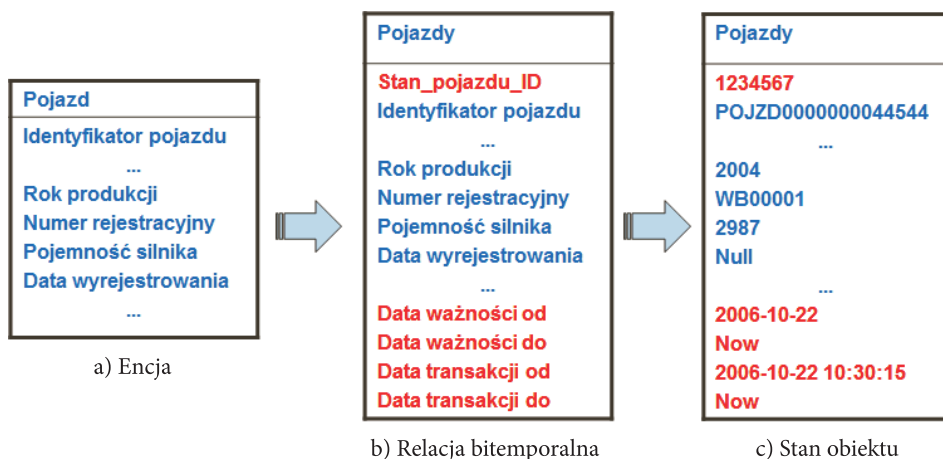 Pojazd
Identyfikator pojazdu
...
Rok produkcji
Numer rejestracyjny
Pojemność silnika
Data wyrejestrowania
...
a) Encja
Pojazdy
Stan_pojazdu_ID
Identyfikator pojazdu
...
Rok produkcji
Numer rejestracyjny
Pojemność silnika
Data wyrejestrowania
...
Data ważności od
Data ważności do
Data transakcji od
Data transakcji do
b) Relacja bitemporalna
Pojazdy
1234567
POJZD0000000044544
...
2004
WB00001
2987
Null
...
2006-10-22
Now
2006-10-22 10:30:15
Now
c) Stan obiektu